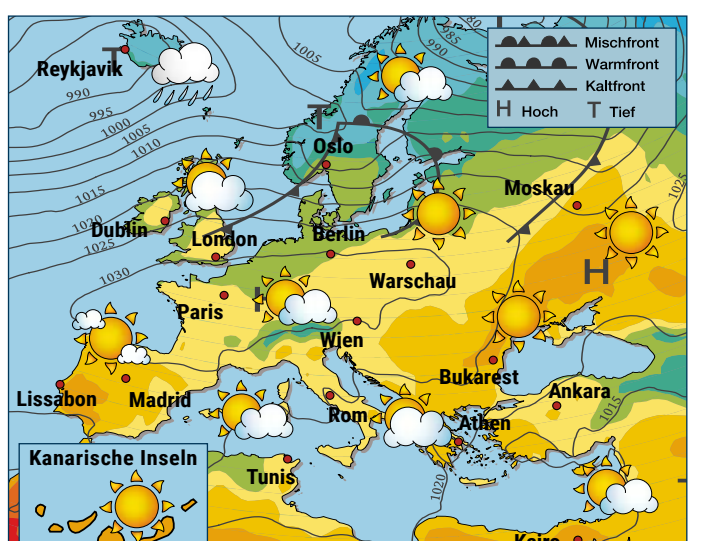 1005
80
985
990
Mischfront
Warmfront
Kaltfront
H Hoch T Tief
T
Reykjavik
990
995
1000
1005
1010
T
Oslo
1015
1020
1025
1030
Moskau
1025
Dublin
London
Berlin
H
Warschau
Paris
H
Wien
Bukarest
Lissabon
Madrid
Rom
Ankara
1015
Athen
Kanarische Inseln
Tunis
1020
Kairo